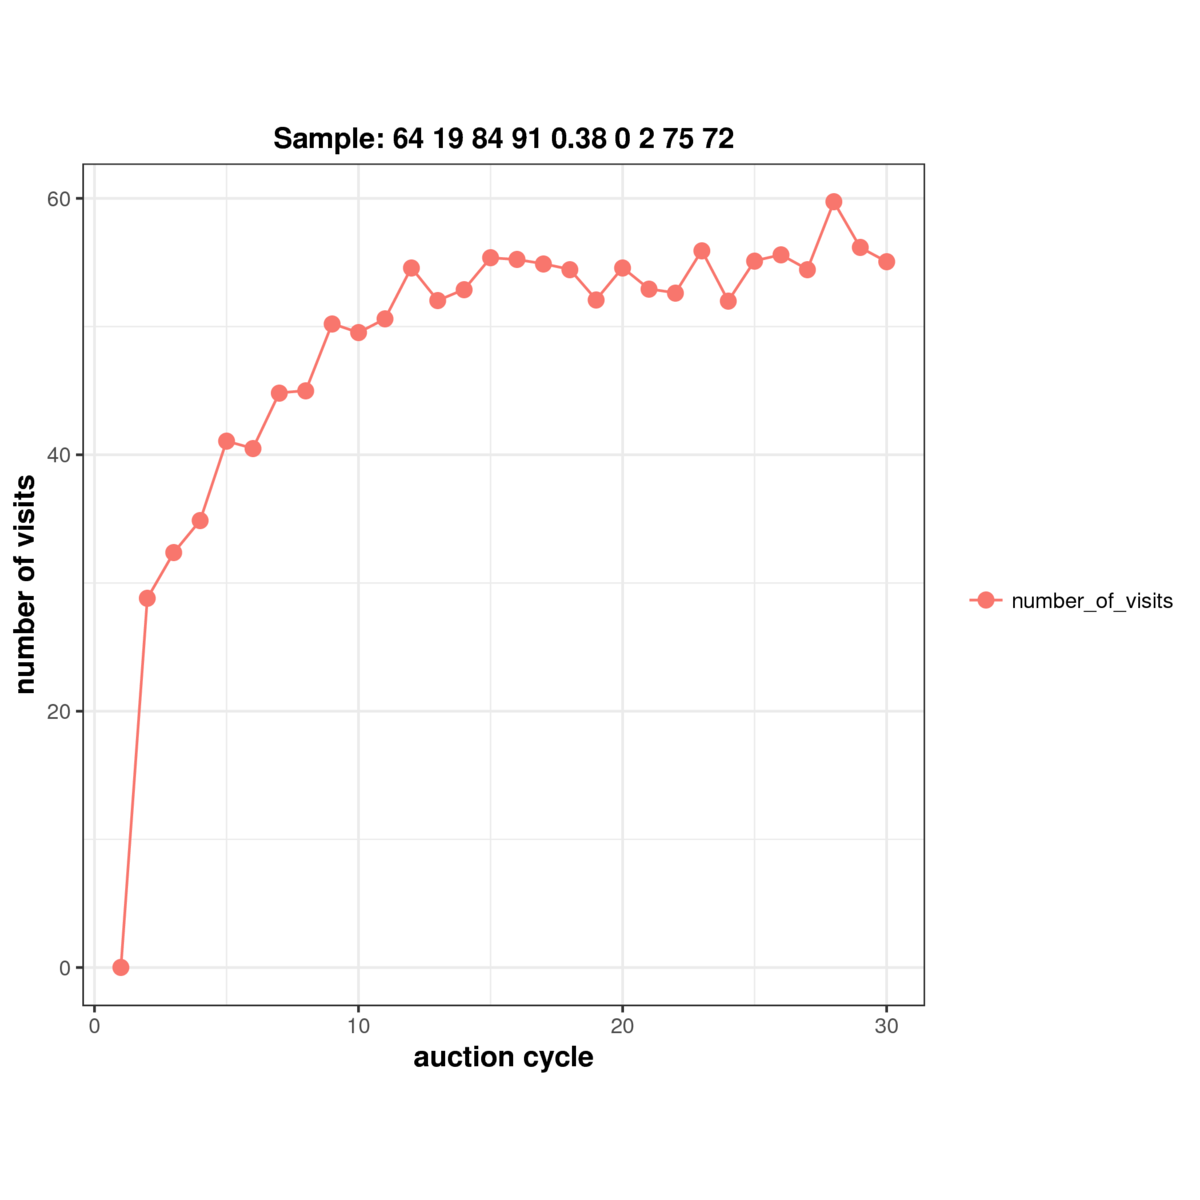 Sample: 64 19 84 91 0.38 0 2 75 72
60
40
20
0
number of visits
0 10 20 30
auction cycle
number_of_visits